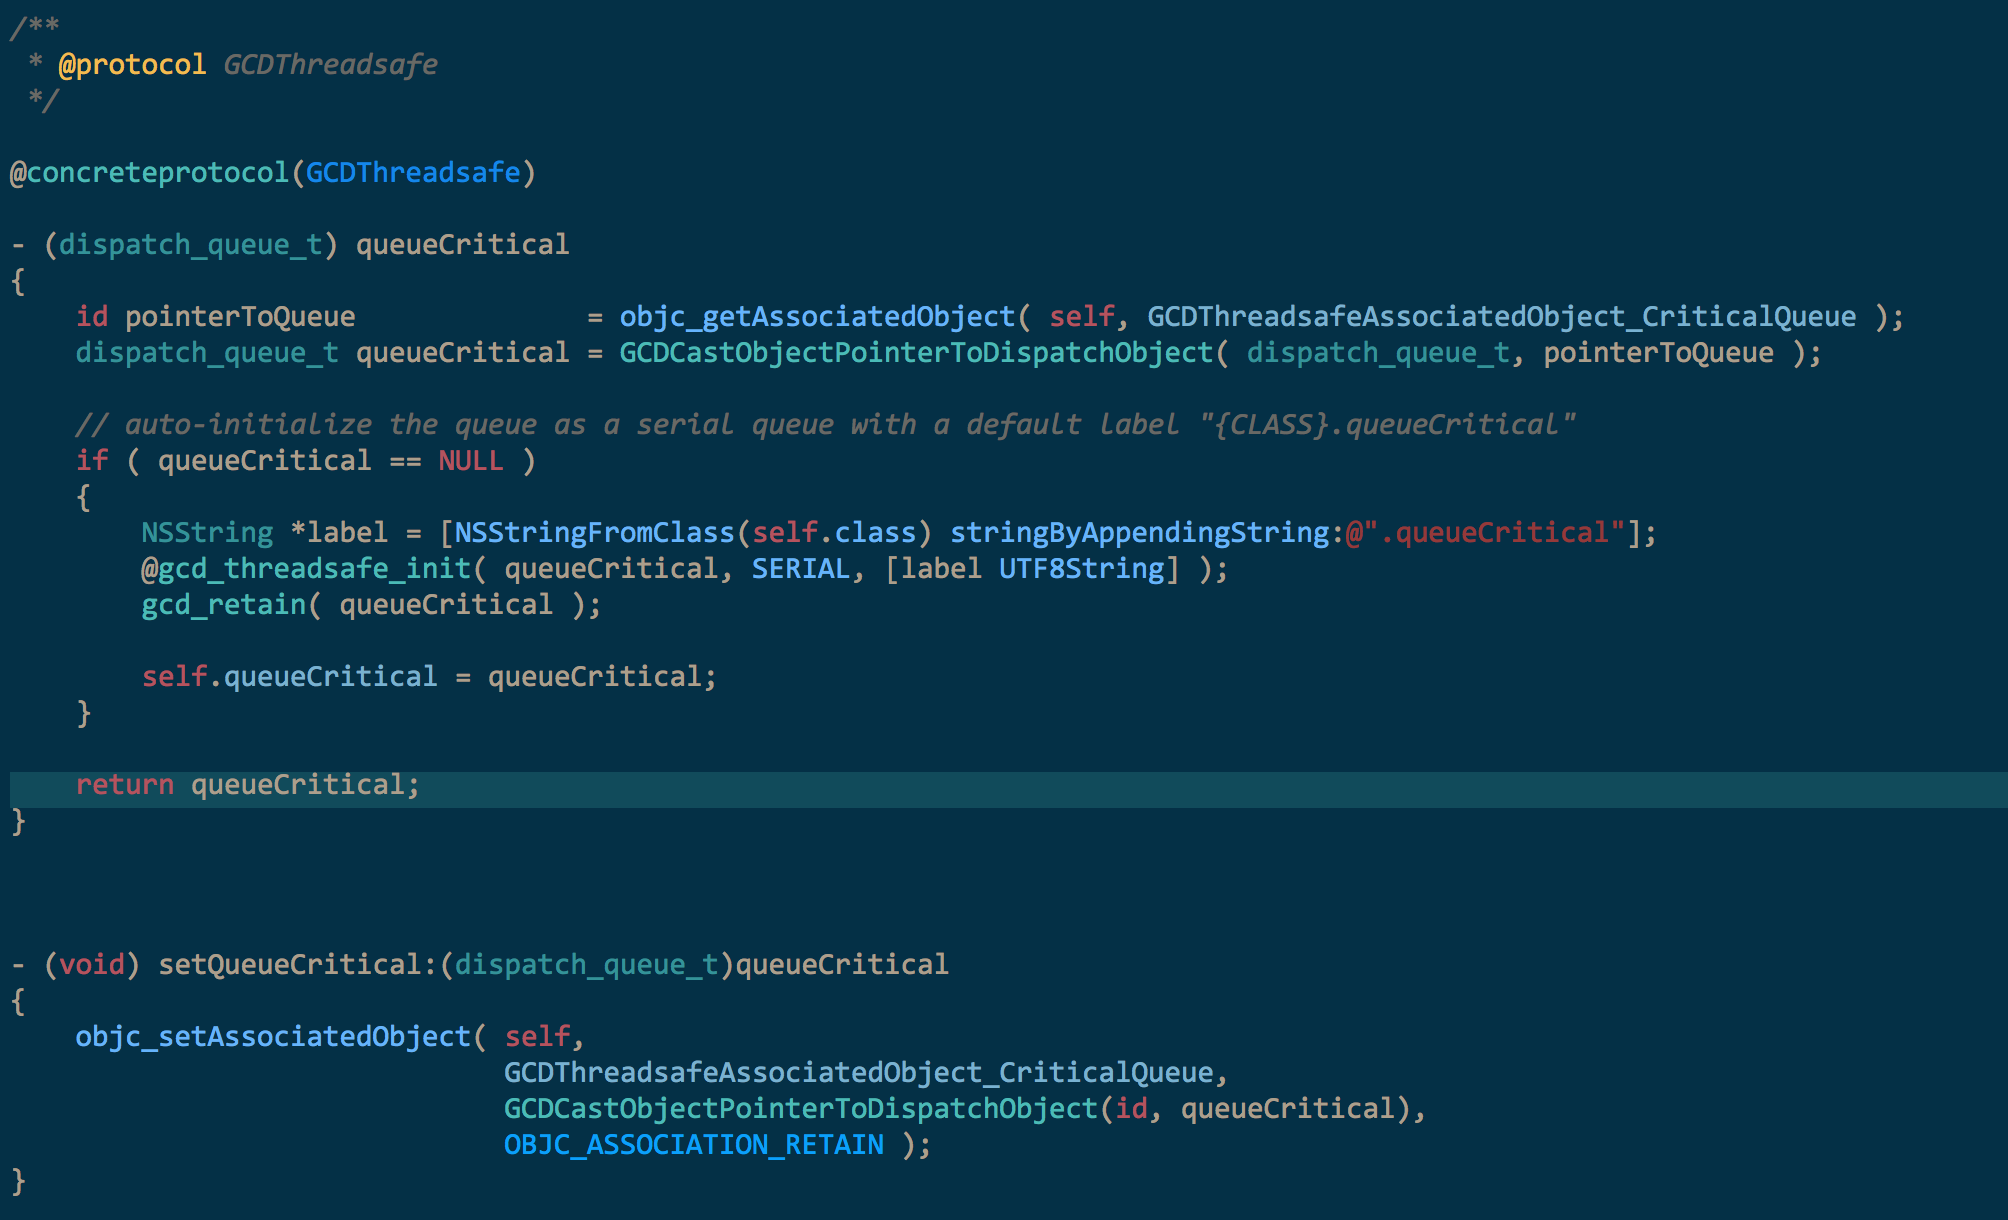 /**
 * @protocol GCDThreadsafe
 */
@concreteprotocol(GCDThreadsafe)
- (dispatch_queue_t) queueCritical
{
    id pointerToQueue              = objc_getAssociatedObject( self, GCDThreadsafeAssociatedObject_CriticalQueue );
    dispatch_queue_t queueCritical = GCDCastObjectPointerToDispatchObject( dispatch_queue_t, pointerToQueue );
    // auto-initialize the queue as a serial queue with a default label "{CLASS}.queueCritical"
    if ( queueCritical == NULL )
    {
        NSString *label = [NSStringFromClass(self.class) stringByAppendingString:@".queueCritical"];
        @gcd_threadsafe_init( queueCritical, SERIAL, [label UTF8String] );
        gcd_retain( queueCritical );
        self.queueCritical = queueCritical;
    }
    return queueCritical;
}
- (void) setQueueCritical:(dispatch_queue_t)queueCritical
{
    objc_setAssociatedObject( self,
                              GCDThreadsafeAssociatedObject_CriticalQueue,
                              GCDCastObjectPointerToDispatchObject(id, queueCritical),
                              OBJC_ASSOCIATION_RETAIN );
}